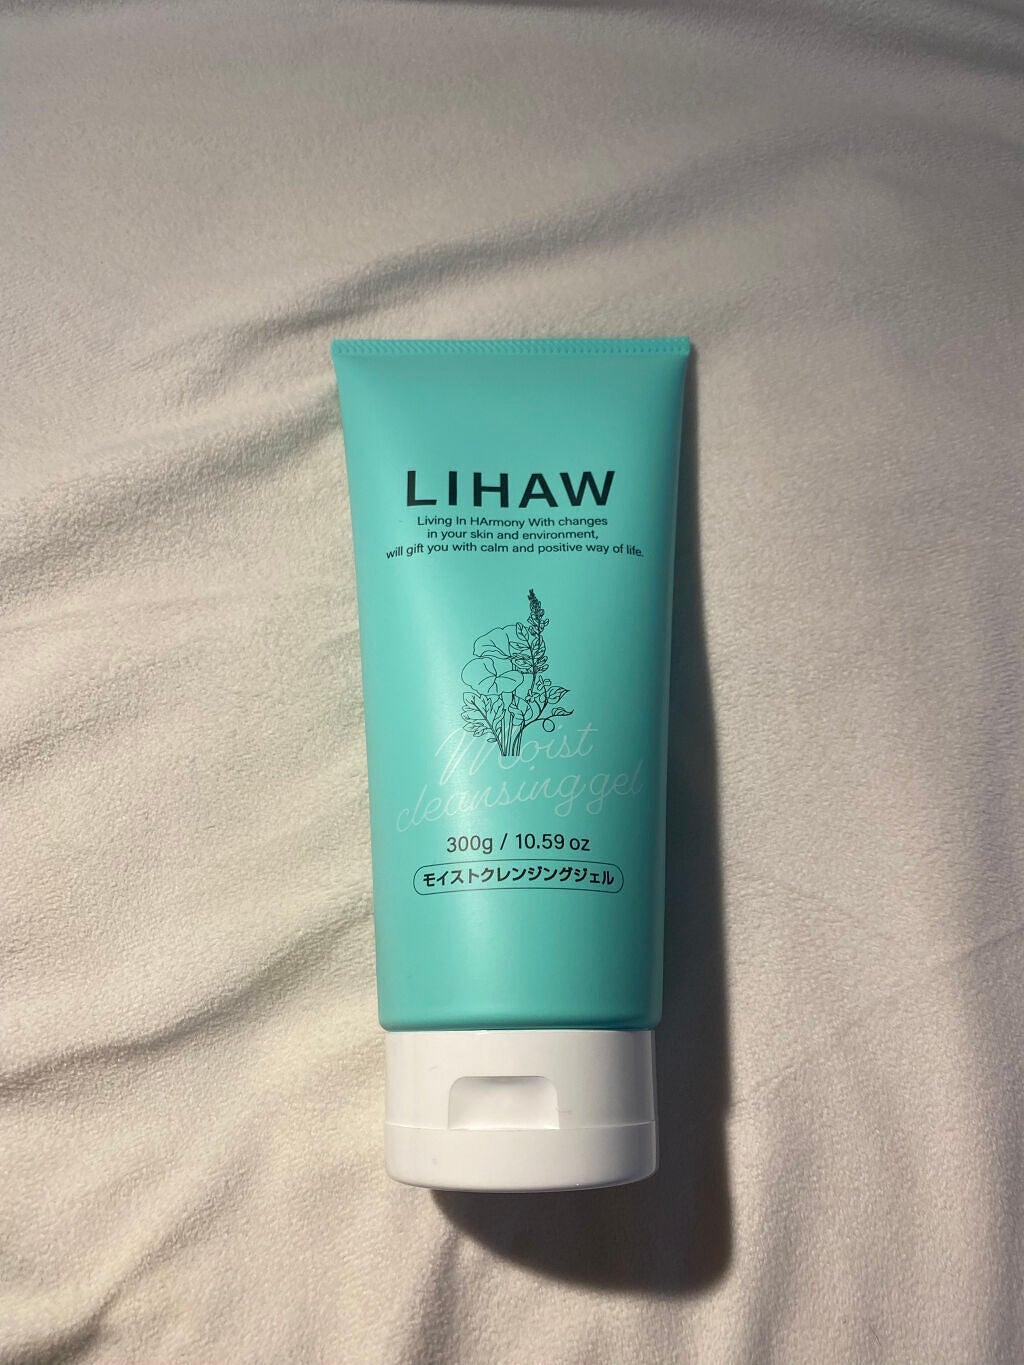 LIHAW
Living In HArmony With changes
in your skin and environment,
will gift you with calm and positive way of life.
Moist
cleansing gel
300g / 10.59 oz
モイストクレンジングジェル